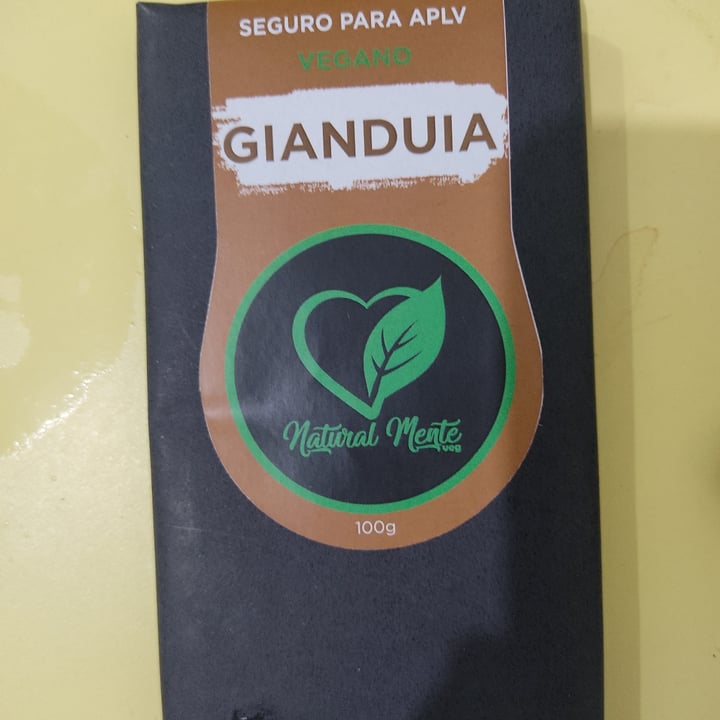 SEGURO PARA APLV
VEGANO
GIANDUIA
Natural Mente
veg
100g